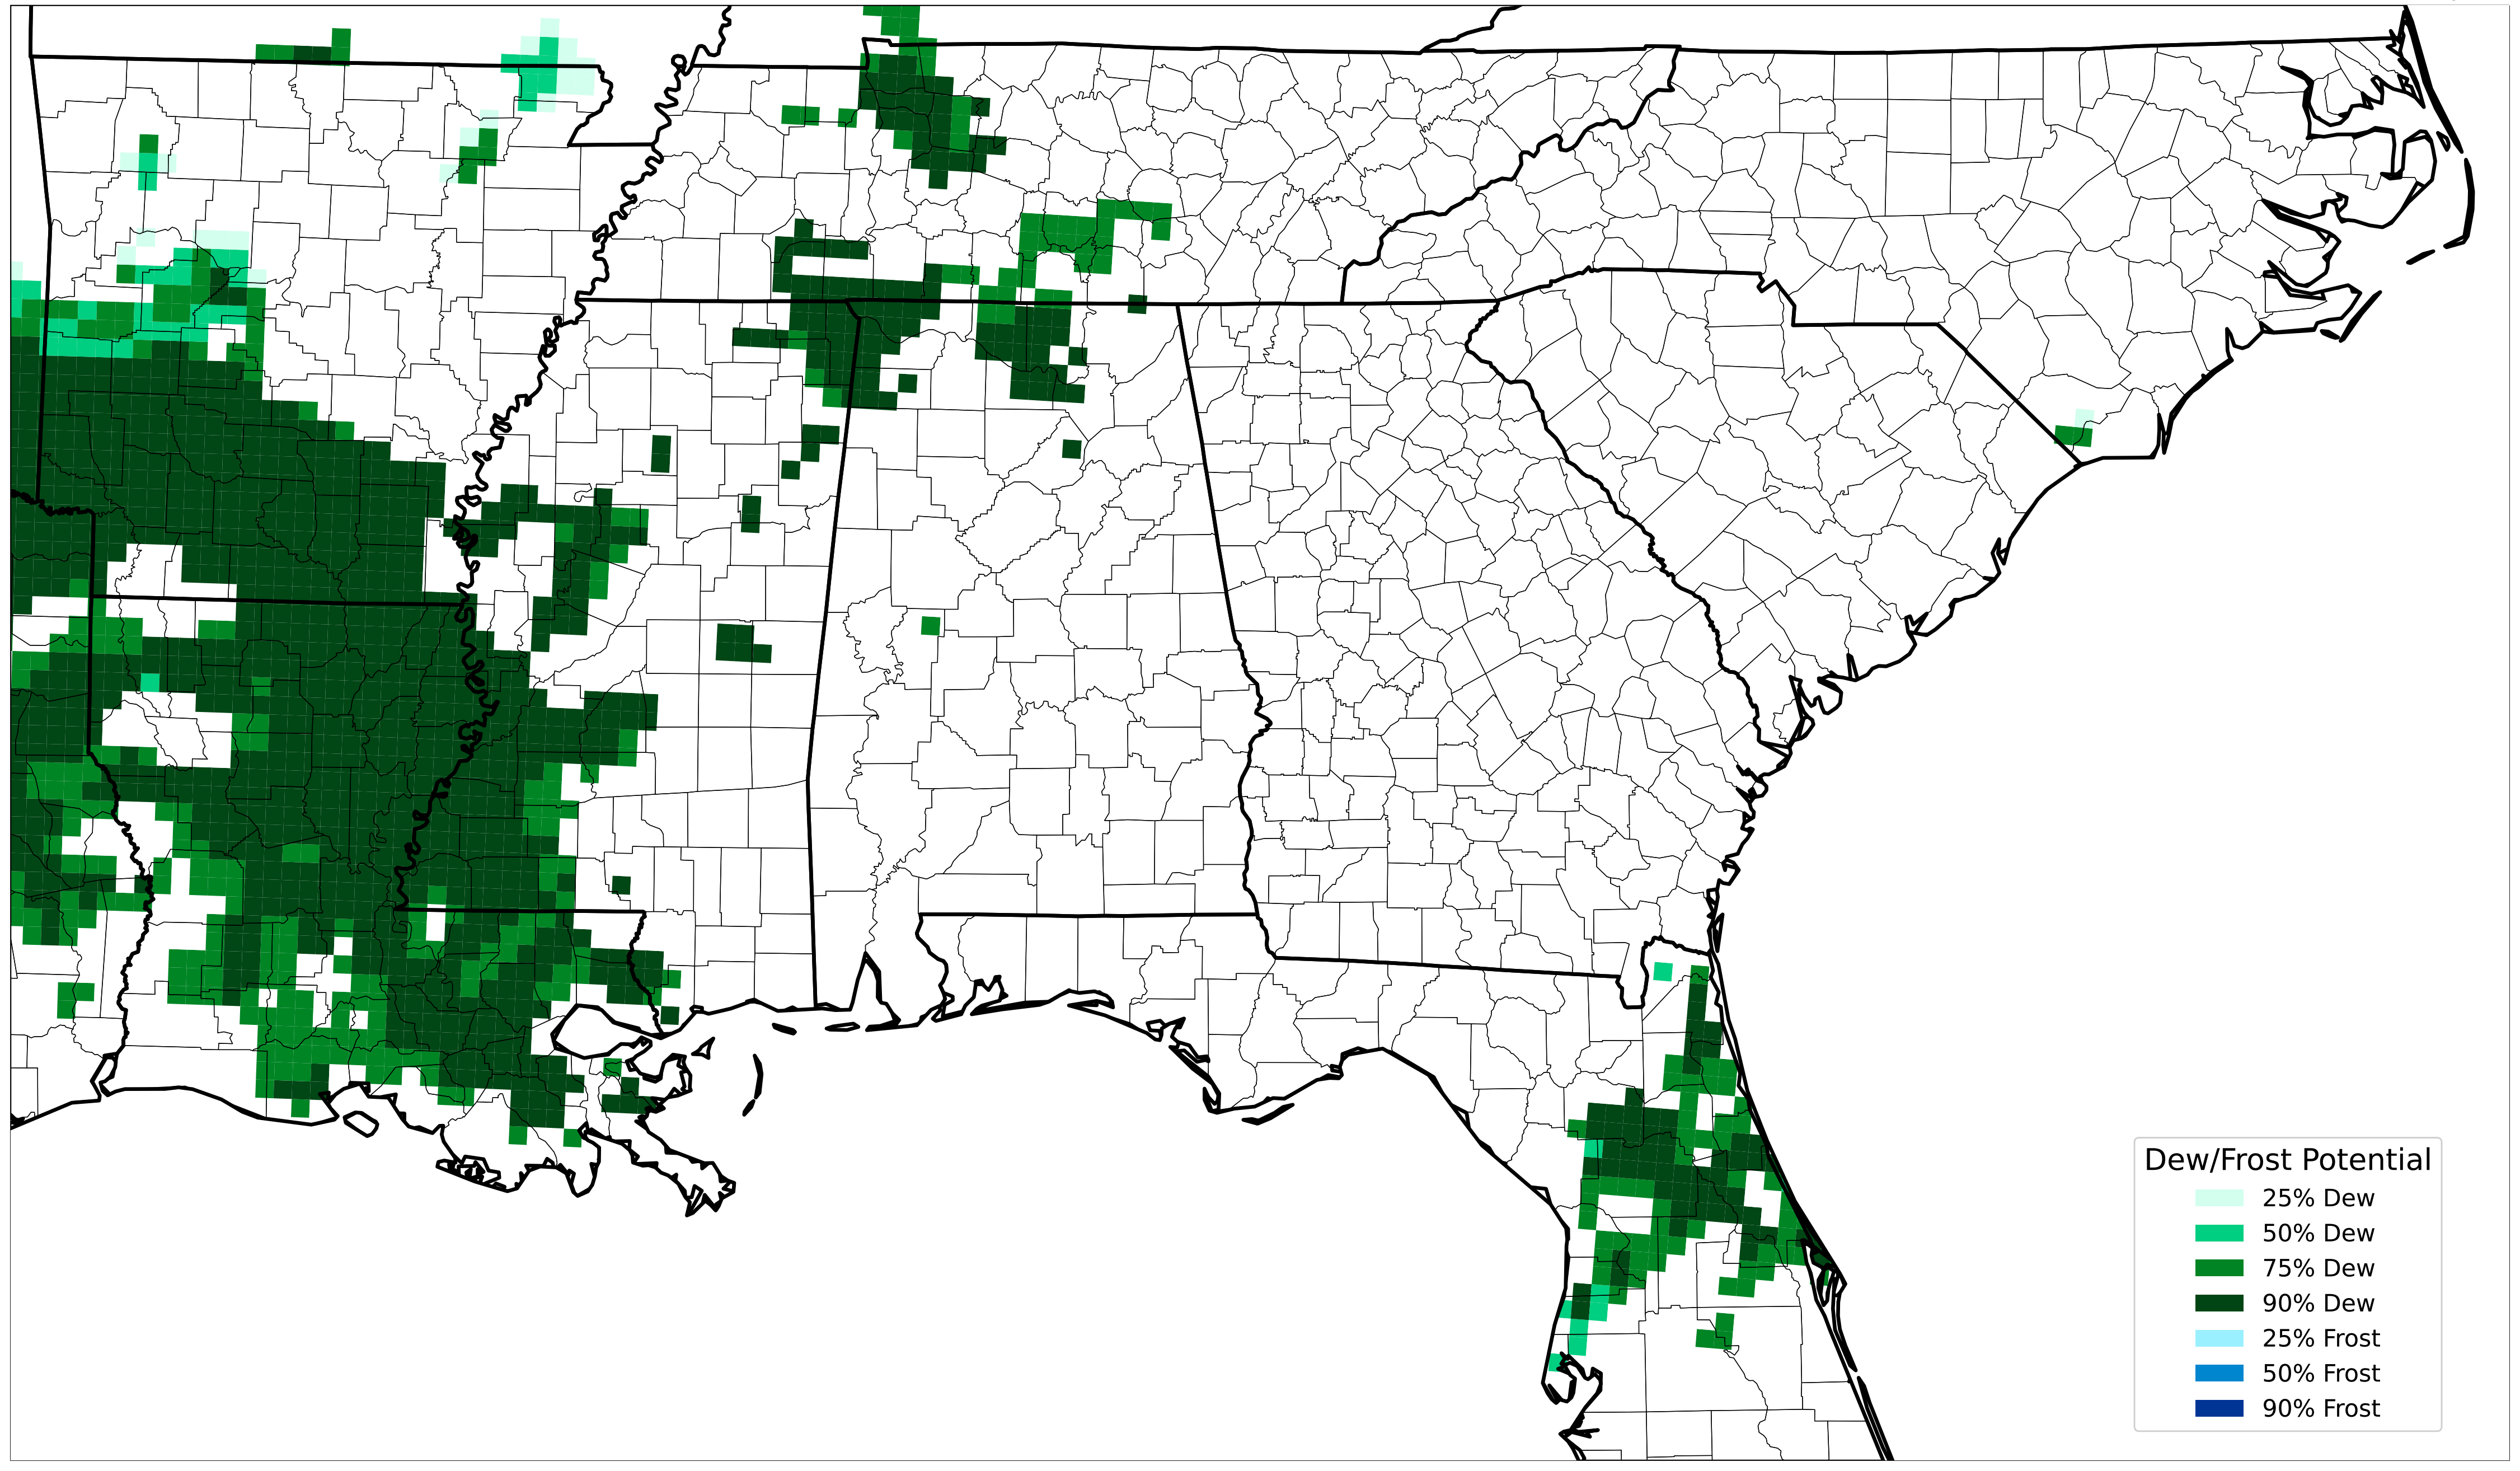 Dew/Frost Potential
25% Dew
50% Dew
75% Dew
90% Dew
25% Frost
50% Frost
90% Frost